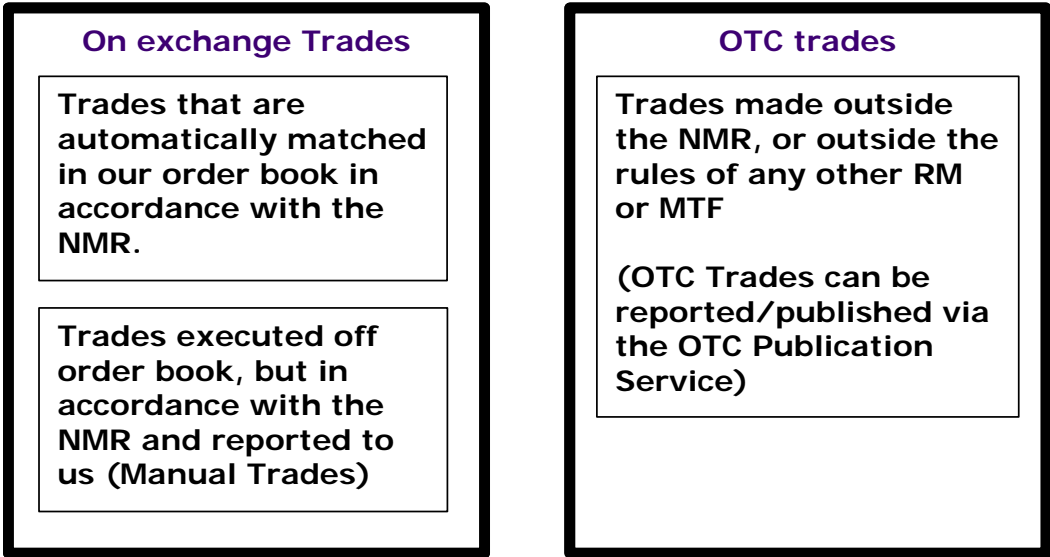 On exchange Trades
Trades that are
automatically matched
in our order book in
accordance with the
NMR.
Trades executed off
order book, but in
accordance with the
NMR and reported to
us (Manual Trades)
OTC trades
Trades made outside
the NMR, or outside the
rules of any other RM
or MTF
(OTC Trades can be
reported/published via
the OTC Publication
Service)